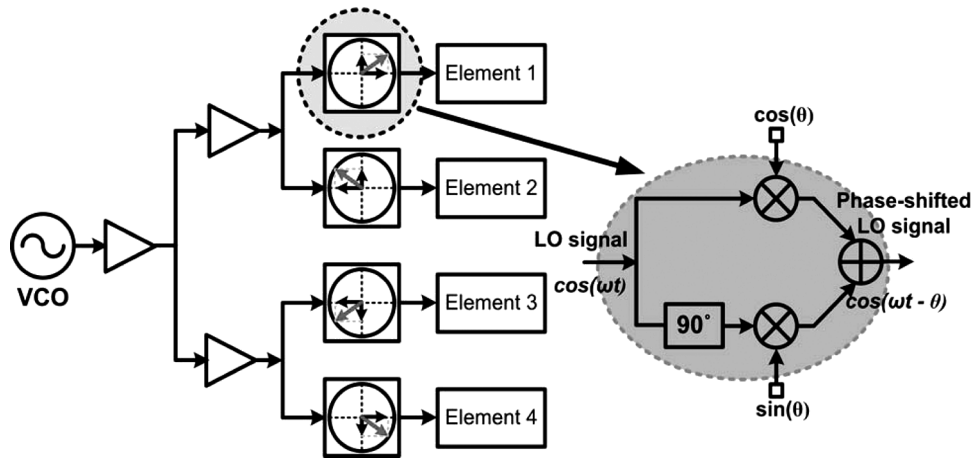 VCO
Element 1
Element 2
Element 3
Element 4
cos(θ)
LO signal
cos(ωt)
90°
Phase-shifted
LO signal
cos(ωt - θ)
sin(θ)